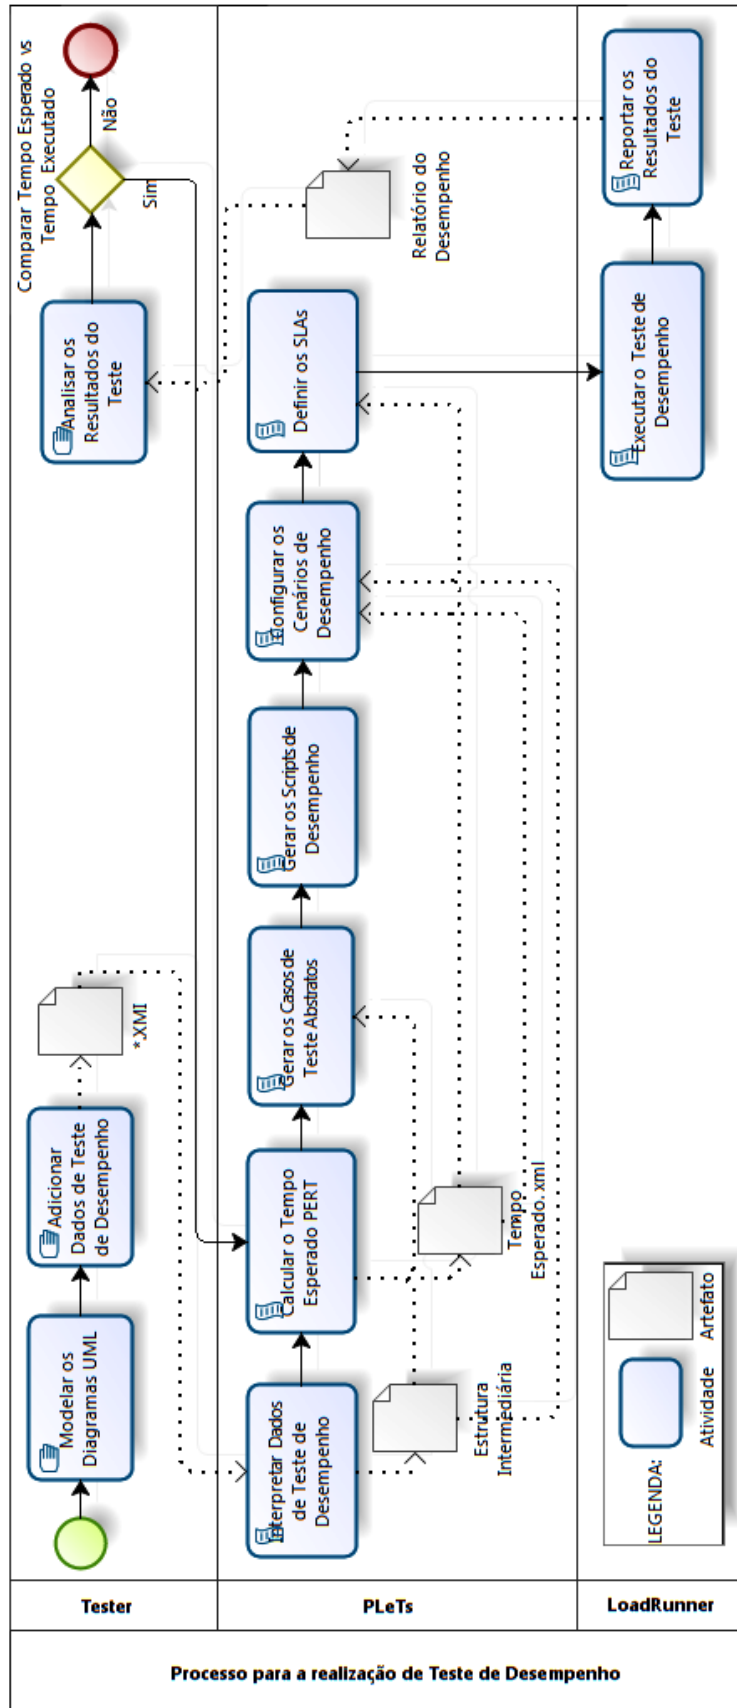 Processo para a realização de Teste de Desempenho
Tester
Modelar os
Diagramas UML
Adicionar
Dados de Teste
de Desempenho
*.XMI
Analisar os
Resultados do
Teste
Comparar Tempo Esperado vs
Tempo Executado
Não
Sim
PLeTs
Interpretar Dados
de Teste de
Desempenho
Estrutura
Intermediária
Calcular o Tempo
Esperado PERT
Tempo
Esperado.xml
Gerar os Casos de
Teste Abstratos
Gerar os Scripts de
Desempenho
Configurar os
Cenários de
Desempenho
Definir os SLAs
Relatório do
Desempenho
LoadRunner
LEGENDA:
Atividade
Artefato
Executar o Teste de
Desempenho
Reportar os
Resultados do
Teste